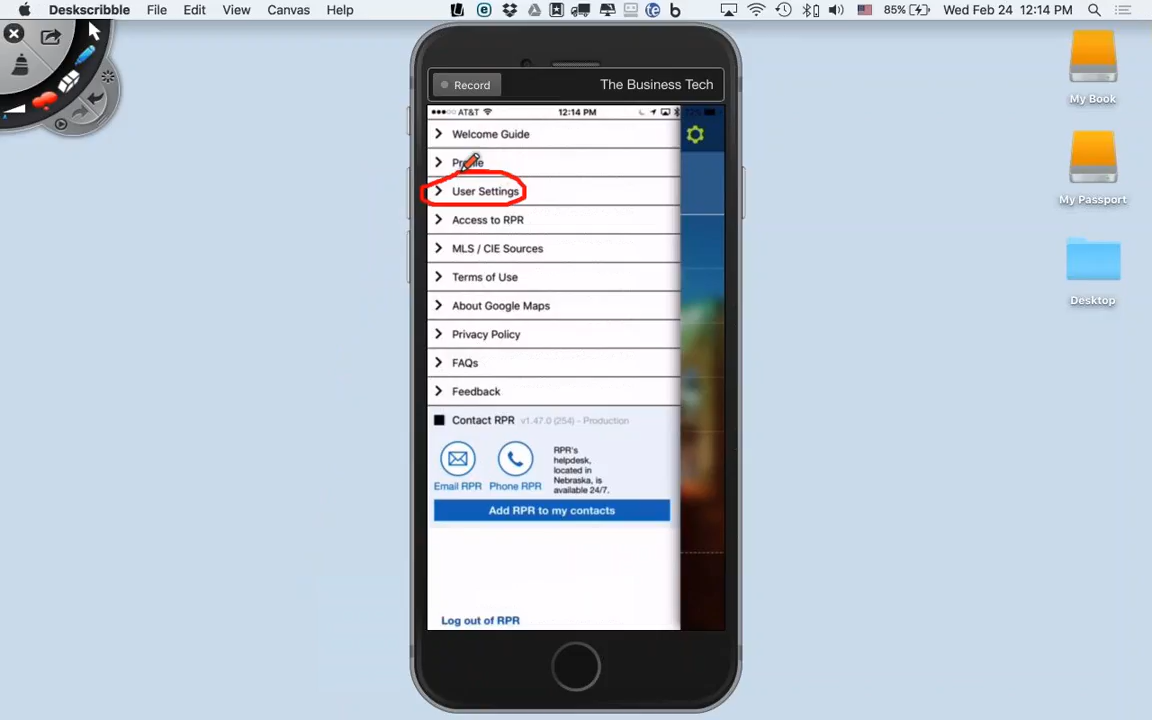 Deskscribble File Edit View Canvas Help 85% Wed Feb 24 12:14 PM
My Book
My Passport
Desktop
Record The Business Tech
AT&T 12:14 PM
Welcome Guide
Profile
User Settings
Access to RPR
MLS / CIE Sources
Terms of Use
About Google Maps
Privacy Policy
FAQs
Feedback
Contact RPR v1.47.0 (254) - Production
Email RPR
Phone RPR
RPR's
helpdesk,
located in
Nebraska, is
available 24/7.
Add RPR to my contacts
Log out of RPR